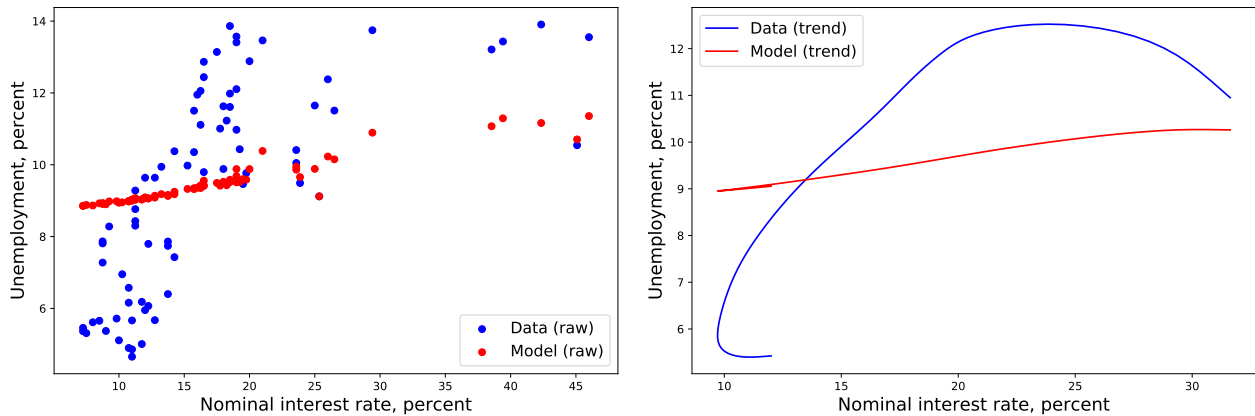 14
12
10
8
6
Unemployment, percent
10 15 20 25 30 35 40 45
Nominal interest rate, percent
Data (raw)
Model (raw)
12
11
10
9
8
7
6
Unemployment, percent
10 15 20 25 30
Nominal interest rate, percent
Data (trend)
Model (trend)